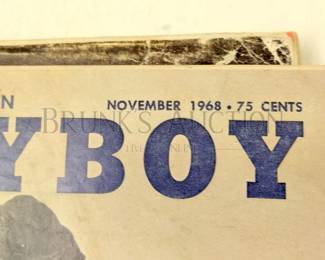 N
NOVEMBER 1968 • 75 CENTS
YBOY
BRUNK'S AUCTION